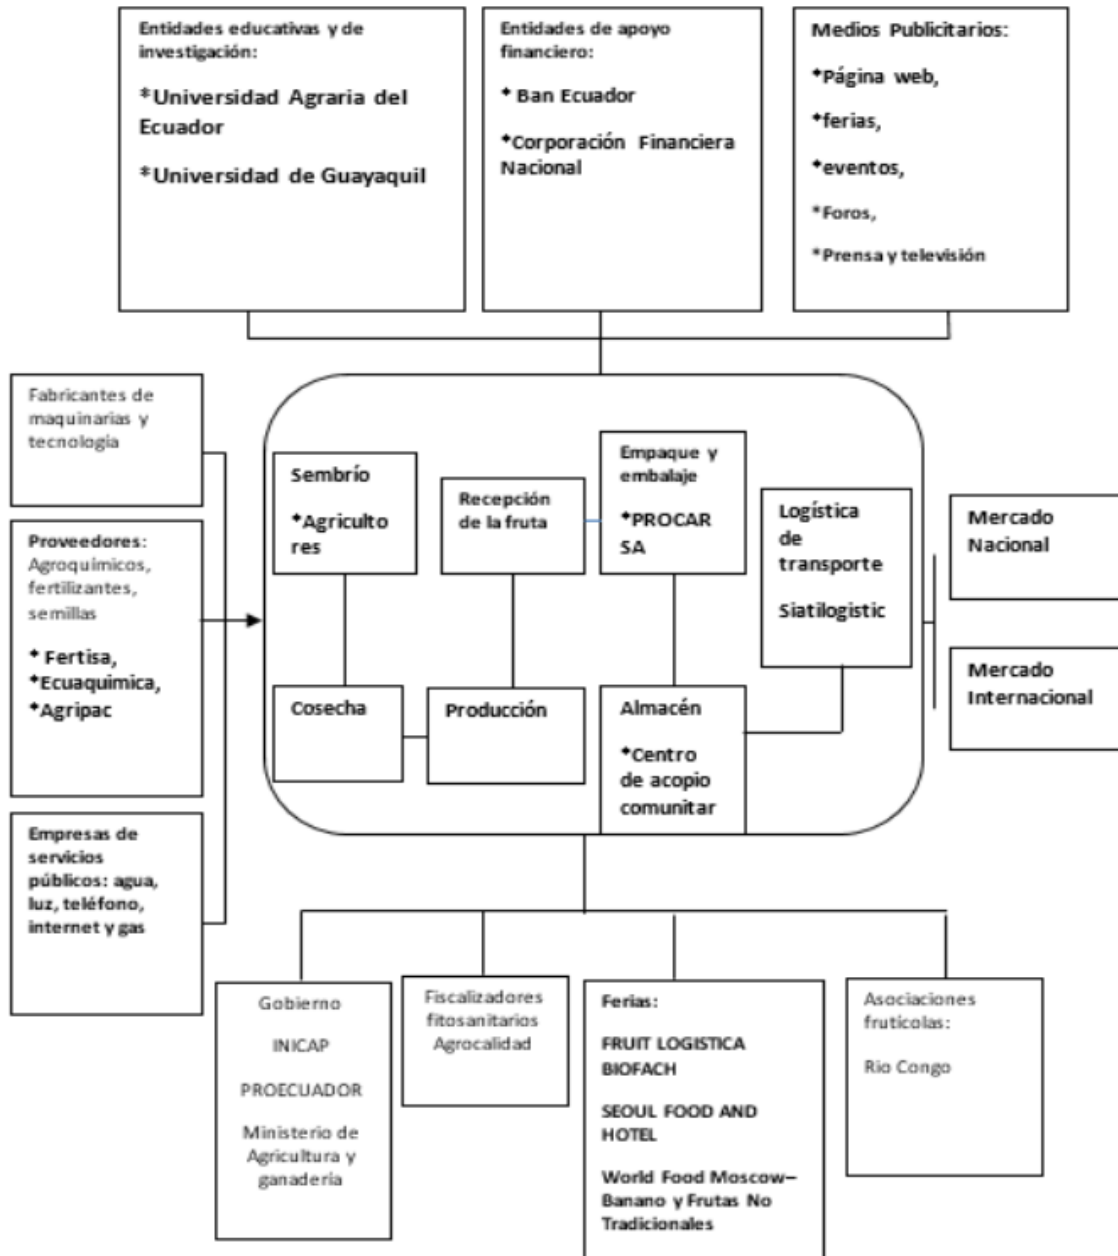 Entidades educativas y de
investigación:
*Universidad Agraria del
Ecuador
*Universidad de Guayaquil
Entidades de apoyo
financiero:
* Ban Ecuador
*Corporación Financiera
Nacional
Medios Publicitarios:
*Página web,
*ferias,
*eventos,
*Foros,
*Prensa y televisión
Fabricantes de
maquinarias y
tecnología
Proveedores:
Agroquímicos,
fertilizantes,
semillas
* Fertisa,
*Ecuaquimica,
*Agripac
Empresas de
servicios
públicos: agua,
luz, teléfono,
internet y gas
Sembrío
*Agriculto
res
Recepción
de la fruta
Empaque y
embalaje
*PROCAR
SA
Logística
de
transporte
Siatilogistic
Cosecha
Producción
Almacén
*Centro
de acopio
comunitar
Mercado
Nacional
Mercado
Internacional
Gobierno
INICAP
PROECUADOR
Ministerio de
Agricultura y
ganadería
Fiscalizadores
fitosanitarios
Agrocalidad
Ferias:
FRUIT LOGISTICA
BIOFACH
SEOUL FOOD AND
HOTEL
World Food Moscow–
Banano y Frutas No
Tradicionales
Asociaciones
frutícolas:
Rio Congo